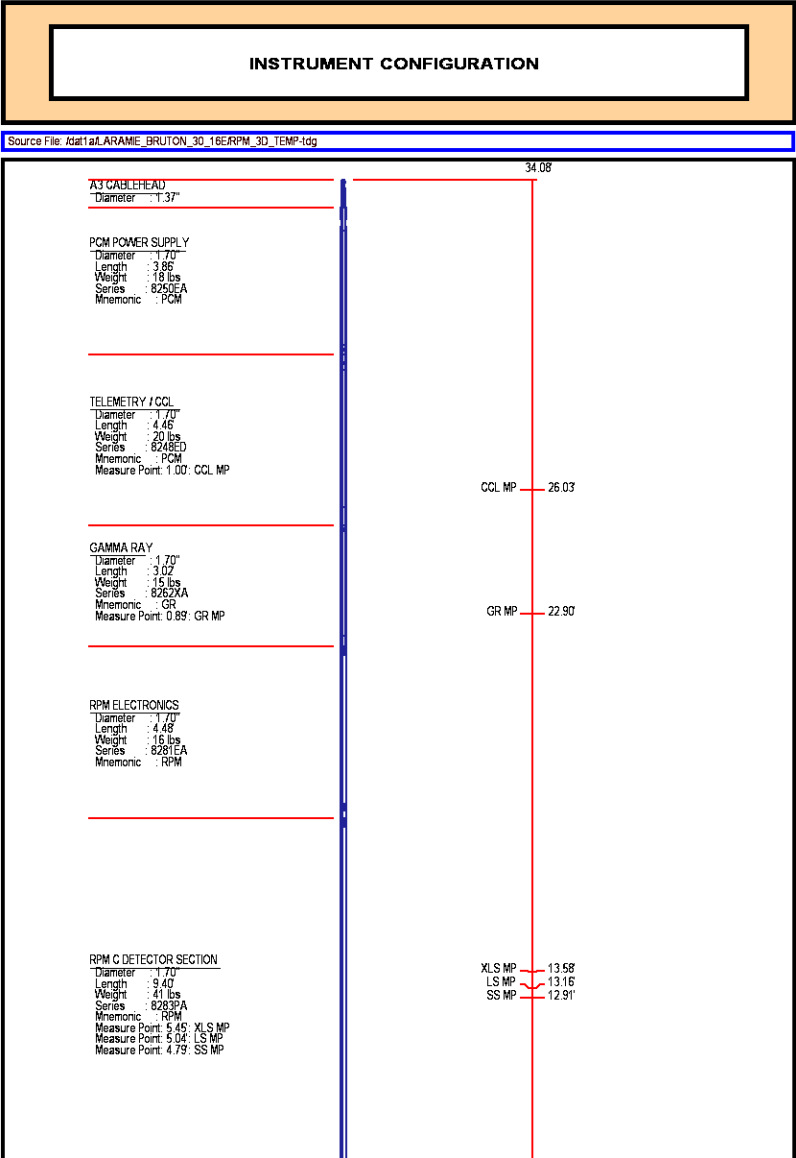 INSTRUMENT CONFIGURATION
Source File: /dat1a/LARAMIE_BRUTON_30_16E/RPM_3D_TEMP-tdg
34.08'
A3 CABLEHEAD
Diameter : 1.37"
PCM POWER SUPPLY
Diameter : 1.70"
Length : 3.86'
Weight : 18 lbs
Series : 8250EA
Mnemonic : PCM
TELEMETRY / CCL
Diameter : 1.70"
Length : 4.46'
Weight : 20 lbs
Series : 8248ED
Mnemonic : PCM
Measure Point: 1.00': CCL MP
CCL MP 26.03'
GAMMA RAY
Diameter : 1.70"
Length : 3.02'
Weight : 15 lbs
Series : 8262XA
Mnemonic : GR
Measure Point: 0.89': GR MP
GR MP 22.90'
RPM ELECTRONICS
Diameter : 1.70"
Length : 4.48'
Weight : 16 lbs
Series : 8281EA
Mnemonic : RPM
RPM C DETECTOR SECTION
Diameter : 1.70"
Length : 9.40'
Weight : 41 lbs
Series : 8283PA
Mnemonic : RPM
Measure Point: 5.45': XLS MP
Measure Point: 5.04': LS MP
Measure Point: 4.79': SS MP
XLS MP 13.58'
LS MP 13.16'
SS MP 12.91'